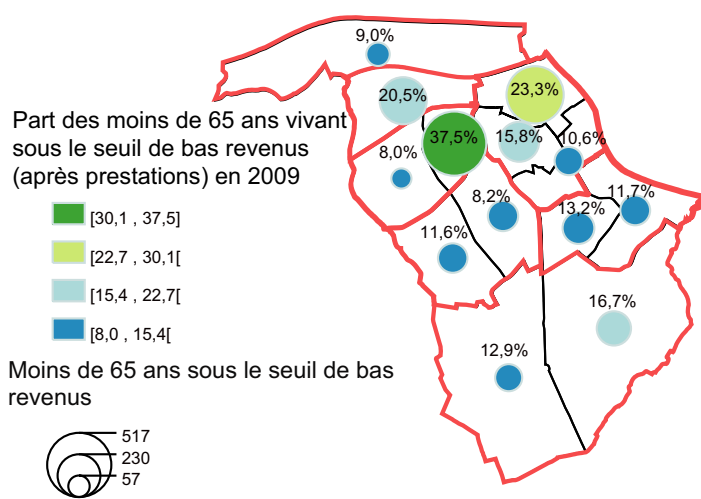 9,0%
20,5%
23,3%
Part des moins de 65 ans vivant
sous le seuil de bas revenus
(après prestations) en 2009
37,5%
15,8%
10,6%
8,0%
8,2%
13,2%
11,7%
11,6%
16,7%
12,9%
[30,1 , 37,5]
[22,7 , 30,1[
[15,4 , 22,7[
[8,0 , 15,4[
Moins de 65 ans sous le seuil de bas
revenus
517
230
57